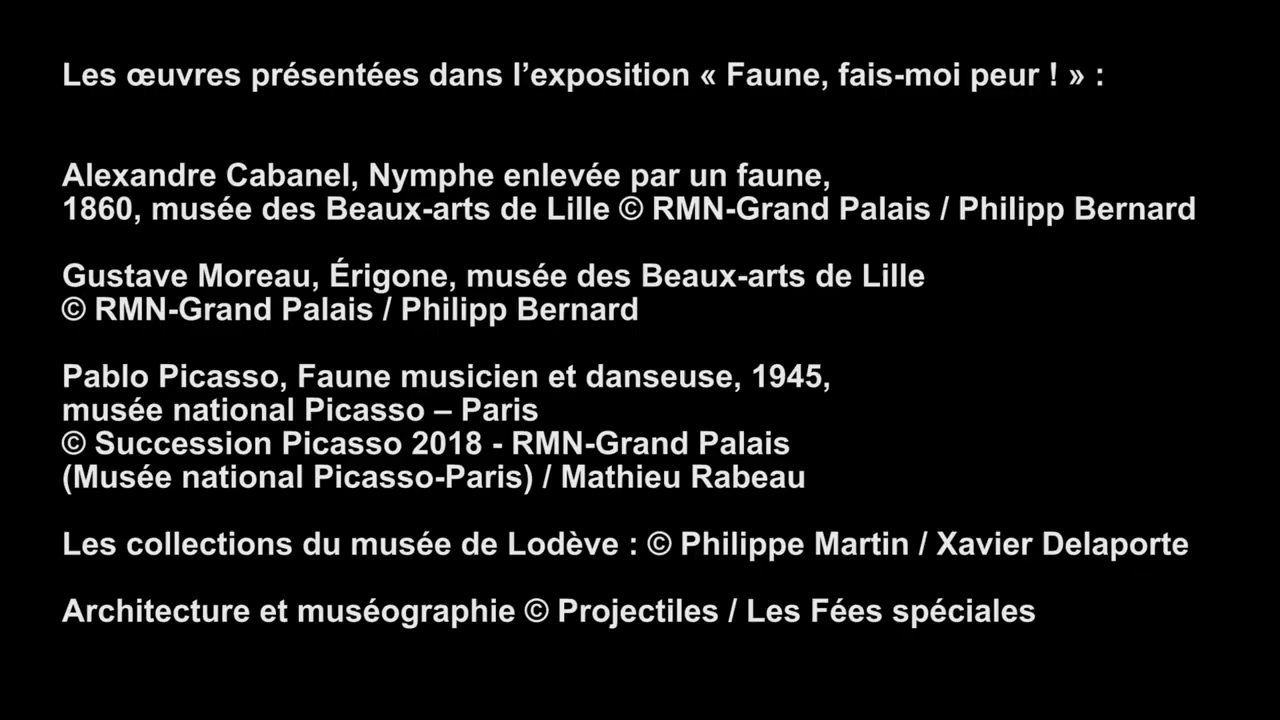 Les œuvres présentées dans l’exposition « Faune, fais-moi peur ! » :
Alexandre Cabanel, Nymphe enlevée par un faune,
1860, musée des Beaux-arts de Lille © RMN-Grand Palais / Philipp Bernard
Gustave Moreau, Érigone, musée des Beaux-arts de Lille
© RMN-Grand Palais / Philipp Bernard
Pablo Picasso, Faune musicien et danseuse, 1945,
musée national Picasso – Paris
© Succession Picasso 2018 - RMN-Grand Palais
(Musée national Picasso-Paris) / Mathieu Rabeau
Les collections du musée de Lodève : © Philippe Martin / Xavier Delaporte
Architecture et muséographie © Projectiles / Les Fées spéciales